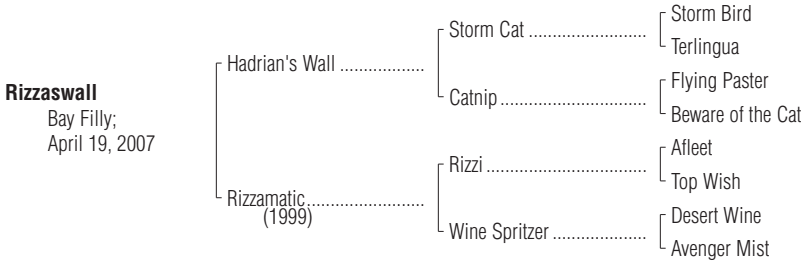 Rizzaswall
Bay Filly;
April 19, 2007
Hadrian's Wall ..................
Rizzamatic.........................
(1999)
Storm Cat .........................
Catnip...............................
Rizzi ..................................
Wine Spritzer ....................
Storm Bird
Terlingua
Flying Paster
Beware of the Cat
Afleet
Top Wish
Desert Wine
Avenger Mist